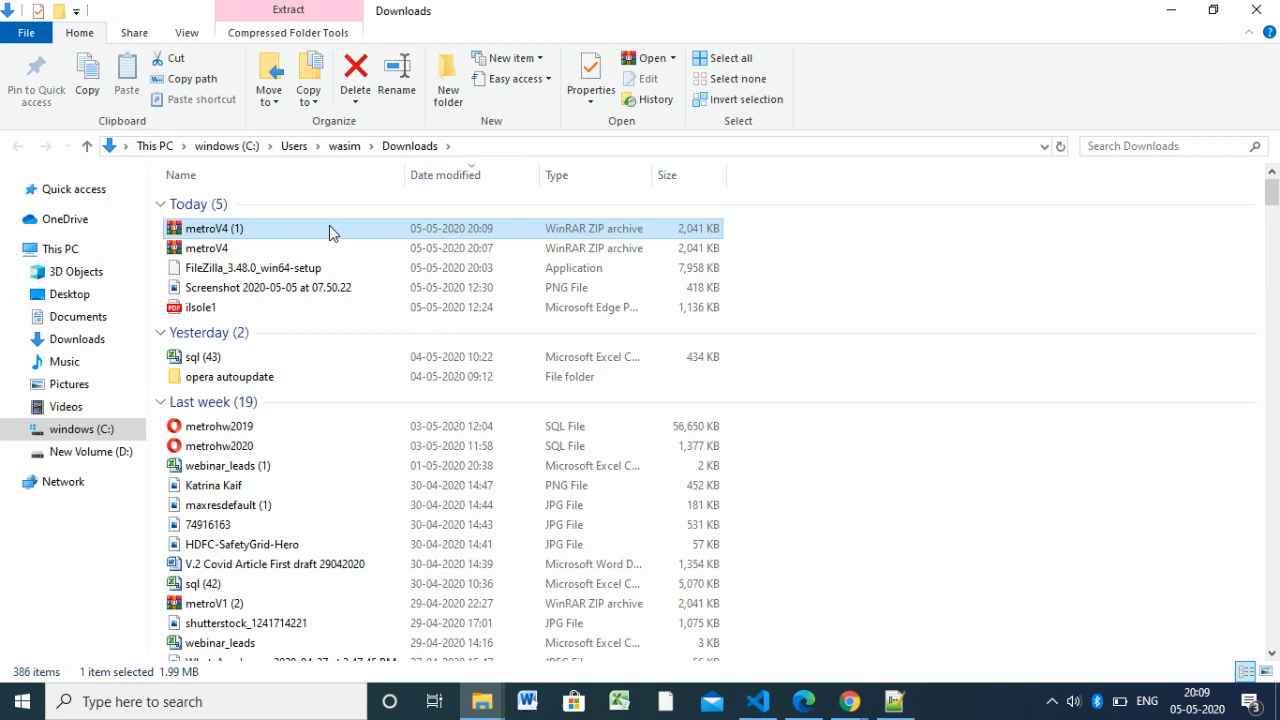 Extract
Downloads
File Home Share View Compressed Folder Tools
Pin to Quick access
Copy
Paste
Cut
Copy path
Paste shortcut
Move to
Copy to
Delete
Rename
New folder
New item
Easy access
Properties
Open
Edit
History
Select all
Select none
Invert selection
Clipboard Organize New Open Select
This PC windows (C:) Users wasim Downloads
Search Downloads
Quick access
OneDrive
This PC
3D Objects
Desktop
Documents
Downloads
Music
Pictures
Videos
windows (C:)
New Volume (D:)
Network
Name Date modified Type Size
Today (5)
metroV4 (1) 05-05-2020 20:09 WinRAR ZIP archive 2,041 KB
metroV4 05-05-2020 20:07 WinRAR ZIP archive 2,041 KB
FileZilla_3.48.0_win64-setup 05-05-2020 20:03 Application 7,958 KB
Screenshot 2020-05-05 at 07.50.22 05-05-2020 12:30 PNG File 418 KB
ilsole1 05-05-2020 12:24 Microsoft Edge P... 1,136 KB
Yesterday (2)
sql (43) 04-05-2020 10:22 Microsoft Excel C... 434 KB
opera autoupdate 04-05-2020 09:12 File folder
Last week (19)
metrohw2019 03-05-2020 12:04 SQL File 56,650 KB
metrohw2020 03-05-2020 11:58 SQL File 1,377 KB
webinar_leads (1) 01-05-2020 20:38 Microsoft Excel C... 2 KB
Katrina Kaif 30-04-2020 14:47 PNG File 452 KB
maxresdefault (1) 30-04-2020 14:44 JPG File 181 KB
74916163 30-04-2020 14:43 JPG File 531 KB
HDFC-SafetyGrid-Hero 30-04-2020 14:41 JPG File 57 KB
V.2 Covid Article First draft 29042020 30-04-2020 14:39 Microsoft Word D... 1,354 KB
sql (42) 30-04-2020 10:36 Microsoft Excel C... 5,070 KB
metroV1 (2) 29-04-2020 22:27 WinRAR ZIP archive 2,041 KB
shutterstock_1241714221 29-04-2020 17:01 JPG File 1,075 KB
webinar_leads 29-04-2020 14:16 Microsoft Excel C... 3 KB
386 items 1 item selected 1.99 MB
Type here to search
ENG
20:09
05-05-2020
3